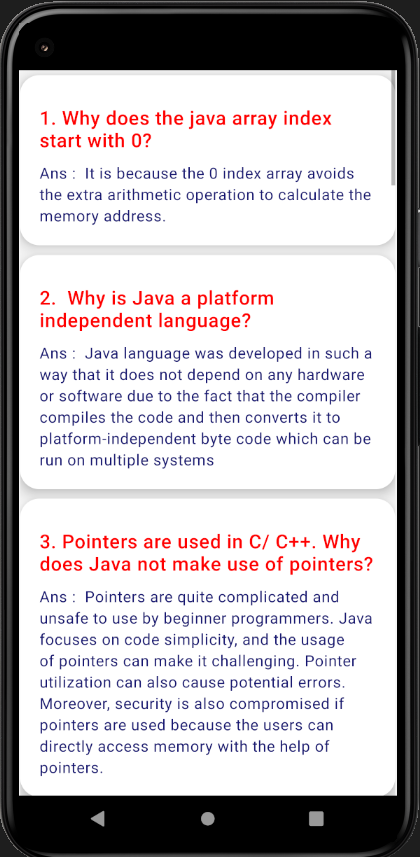 1. Why does the java array index
start with 0?
Ans :  It is because the 0 index array avoids
the extra arithmetic operation to calculate the
memory address.
2.  Why is Java a platform
independent language?
Ans :  Java language was developed in such a
way that it does not depend on any hardware
or software due to the fact that the compiler
compiles the code and then converts it to
platform-independent byte code which can be
run on multiple systems
3. Pointers are used in C/ C++. Why
does Java not make use of pointers?
Ans :  Pointers are quite complicated and
unsafe to use by beginner programmers. Java
focuses on code simplicity, and the usage
of pointers can make it challenging. Pointer
utilization can also cause potential errors.
Moreover, security is also compromised if
pointers are used because the users can
directly access memory with the help of
pointers.